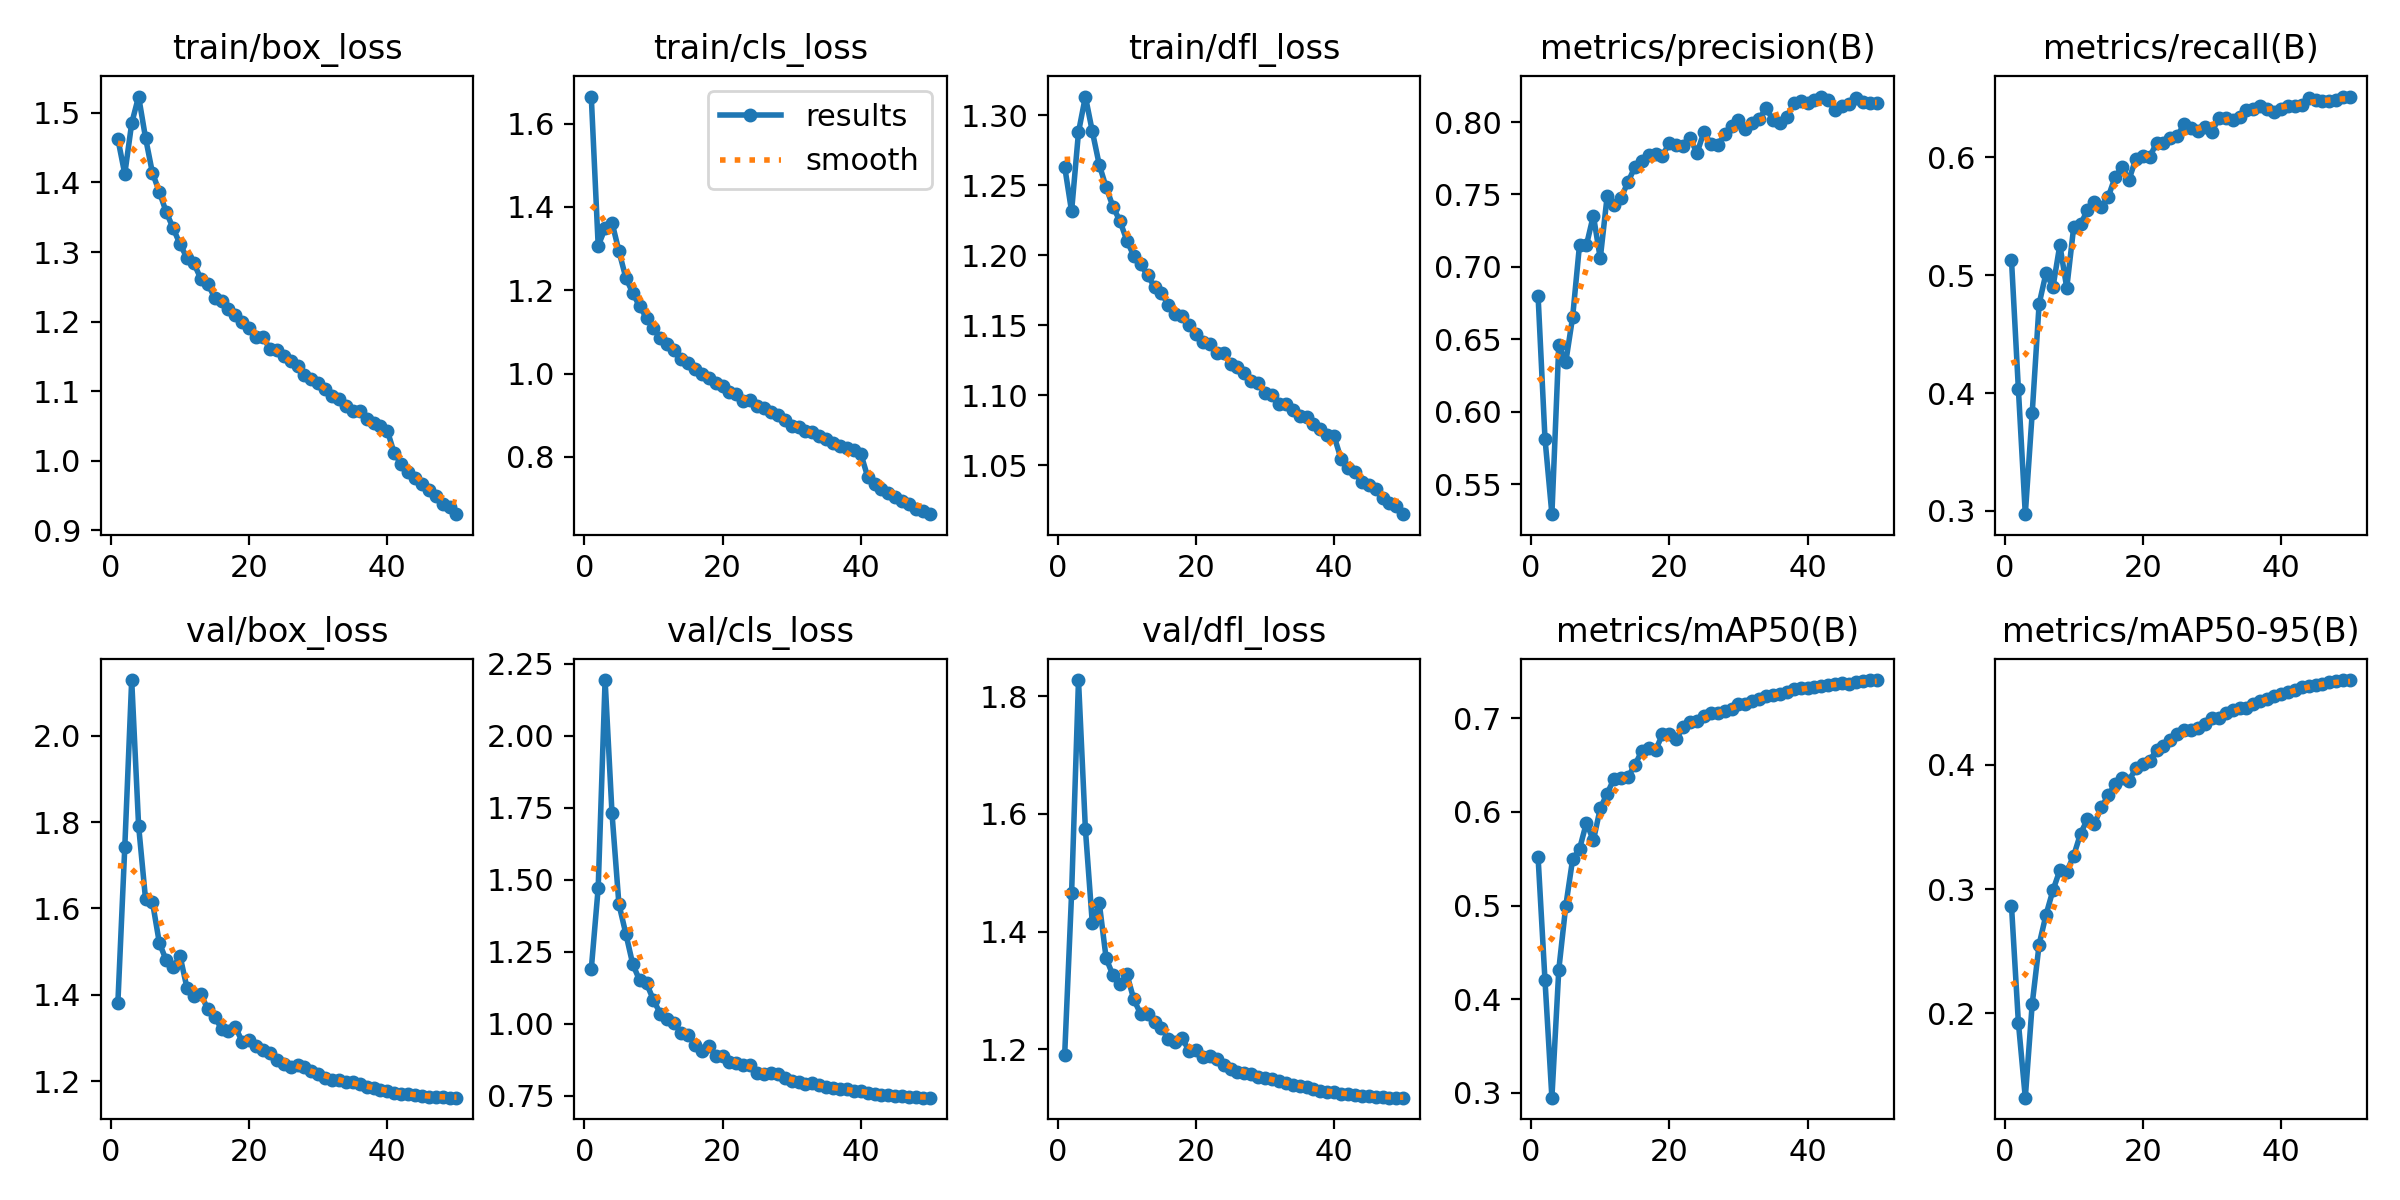 train/box_loss
1.5
1.4
1.3
1.2
1.1
1.0
0.9
0 20 40
train/cls_loss
results
smooth
1.6
1.4
1.2
1.0
0.8
0 20 40
train/dfl_loss
1.30
1.25
1.20
1.15
1.10
1.05
0 20 40
metrics/precision(B)
0.80
0.75
0.70
0.65
0.60
0.55
0 20 40
metrics/recall(B)
0.6
0.5
0.4
0.3
0 20 40
val/box_loss
2.0
1.8
1.6
1.4
1.2
0 20 40
val/cls_loss
2.25
2.00
1.75
1.50
1.25
1.00
0.75
0 20 40
val/dfl_loss
1.8
1.6
1.4
1.2
0 20 40
metrics/mAP50(B)
0.7
0.6
0.5
0.4
0.3
0 20 40
metrics/mAP50-95(B)
0.4
0.3
0.2
0 20 40